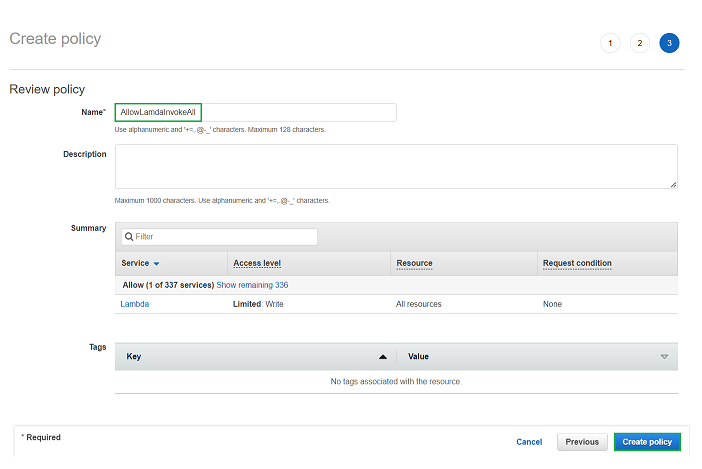 Create policy
1 2 3
Review policy
Name* AllowLamdaInvokeAll
Use alphanumeric and '+=,.@-_' characters. Maximum 128 characters.
Description
Maximum 1000 characters. Use alphanumeric and '+=,.@-_' characters.
Summary
Filter
Service Access level Resource Request condition
Allow (1 of 337 services) Show remaining 336
Lambda Limited: Write All resources None
Tags
Key Value
No tags associated with the resource.
* Required Cancel Previous Create policy